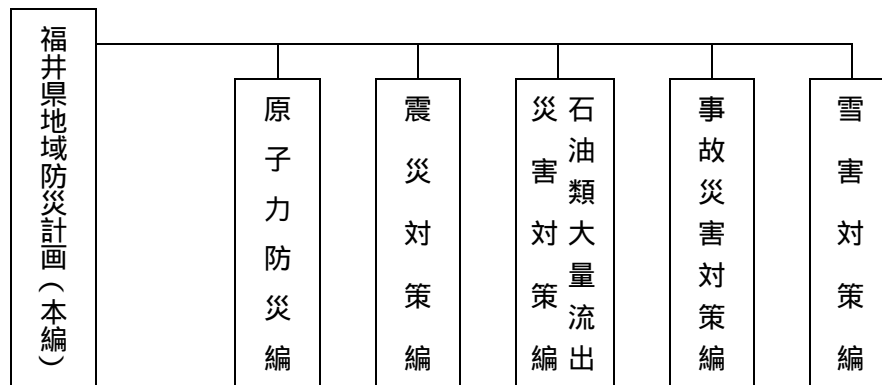 福井県地域防災計画（本編）
原子力防災編
震災対策編
石油類大量流出
災害対策編
事故災害対策編
雪害対策編